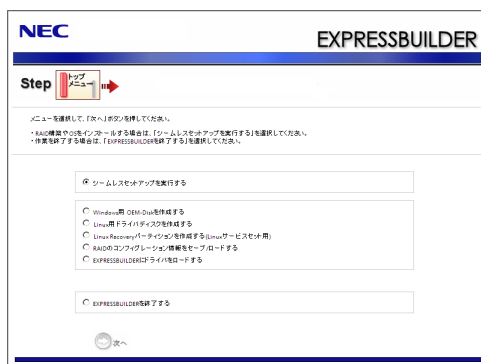 NEC
EXPRESSBUILDER
Step トップメニュー
メニューを選択して、「次へ」ボタンを押してください。
・RAID構築やOSをインストールする場合は、「シームレスセットアップを実行する」を選択してください。
・作業を終了する場合は、「EXPRESSBUILDERを終了する」を選択してください。
シームレスセットアップを実行する
Windows用 OEM-Diskを作成する
Linux用ドライバディスクを作成する
Linux Recoveryパーティションを作成する(Linuxサービスセット用)
RAIDのコンフィグレーション情報をセーブ/ロードする
EXPRESSBUILDERにドライバをロードする
EXPRESSBUILDERを終了する
次へ